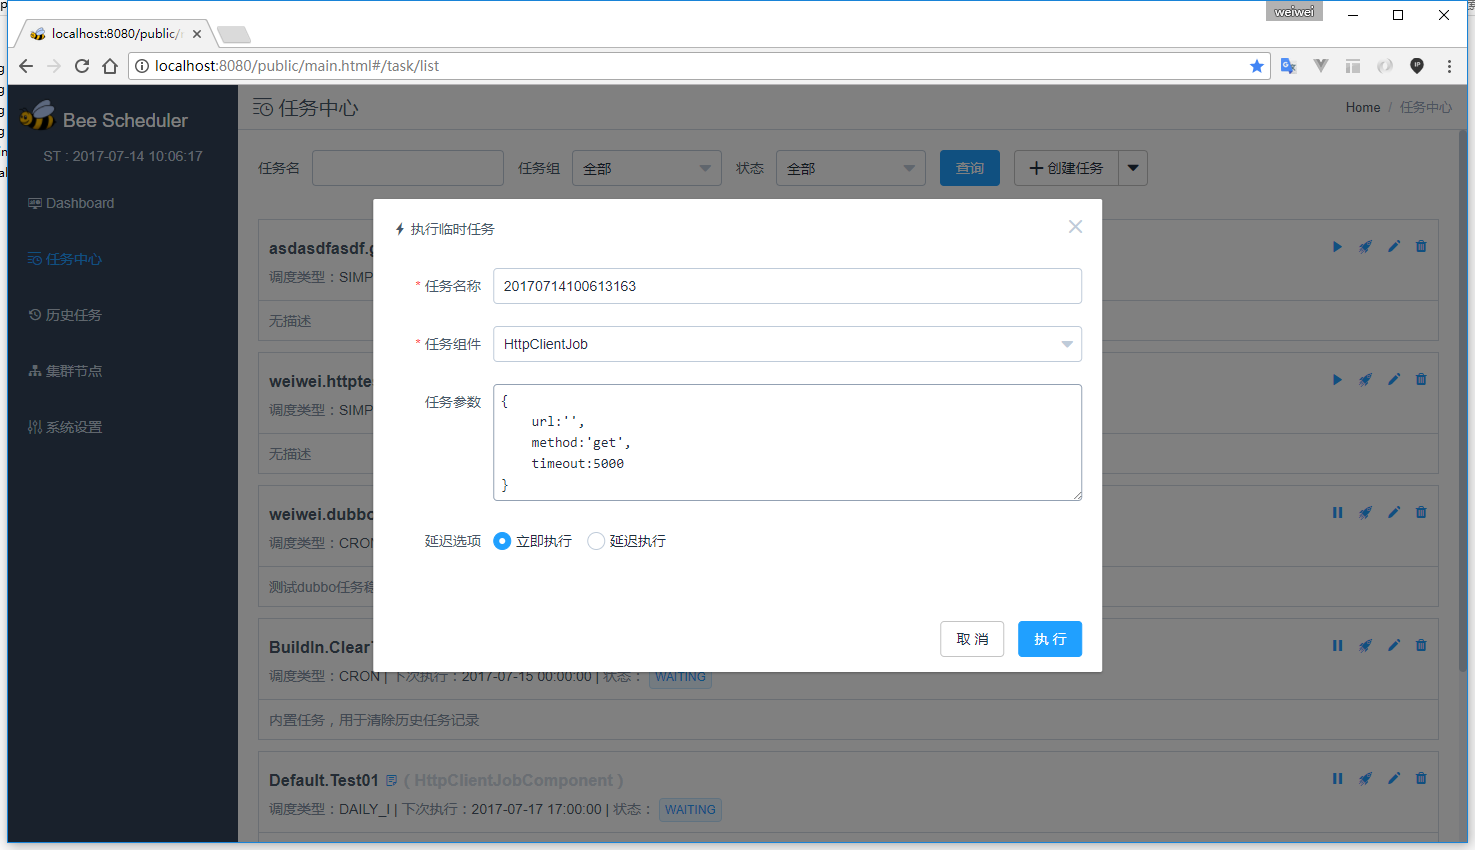 weiwei
localhost:8080/public/
localhost:8080/public/main.html#/task/list
Bee Scheduler
ST : 2017-07-14 10:06:17
Dashboard
任务中心
历史任务
集群节点
系统设置
任务中心
Home / 任务中心
任务名 任务组 全部 状态 全部 查询 创建任务
asdasdfasdf.
调度类型：SIMP
无描述
weiwei.httpte
调度类型：SIMP
无描述
weiwei.dubbo
调度类型：CRON
测试dubbo任务
BuildIn.Clear
调度类型：CRON | 下次执行：2017-07-15 00:00:00 | 状态： WAITING
内置任务，用于清除历史任务记录
Default.Test01 ( HttpClientJobComponent )
调度类型：DAILY_I | 下次执行：2017-07-17 17:00:00 | 状态： WAITING
执行临时任务
* 任务名称 20170714100613163
* 任务组件 HttpClientJob
任务参数 {
url:'',
method:'get',
timeout:5000
}
延迟选项 立即执行 延迟执行
取 消 执 行